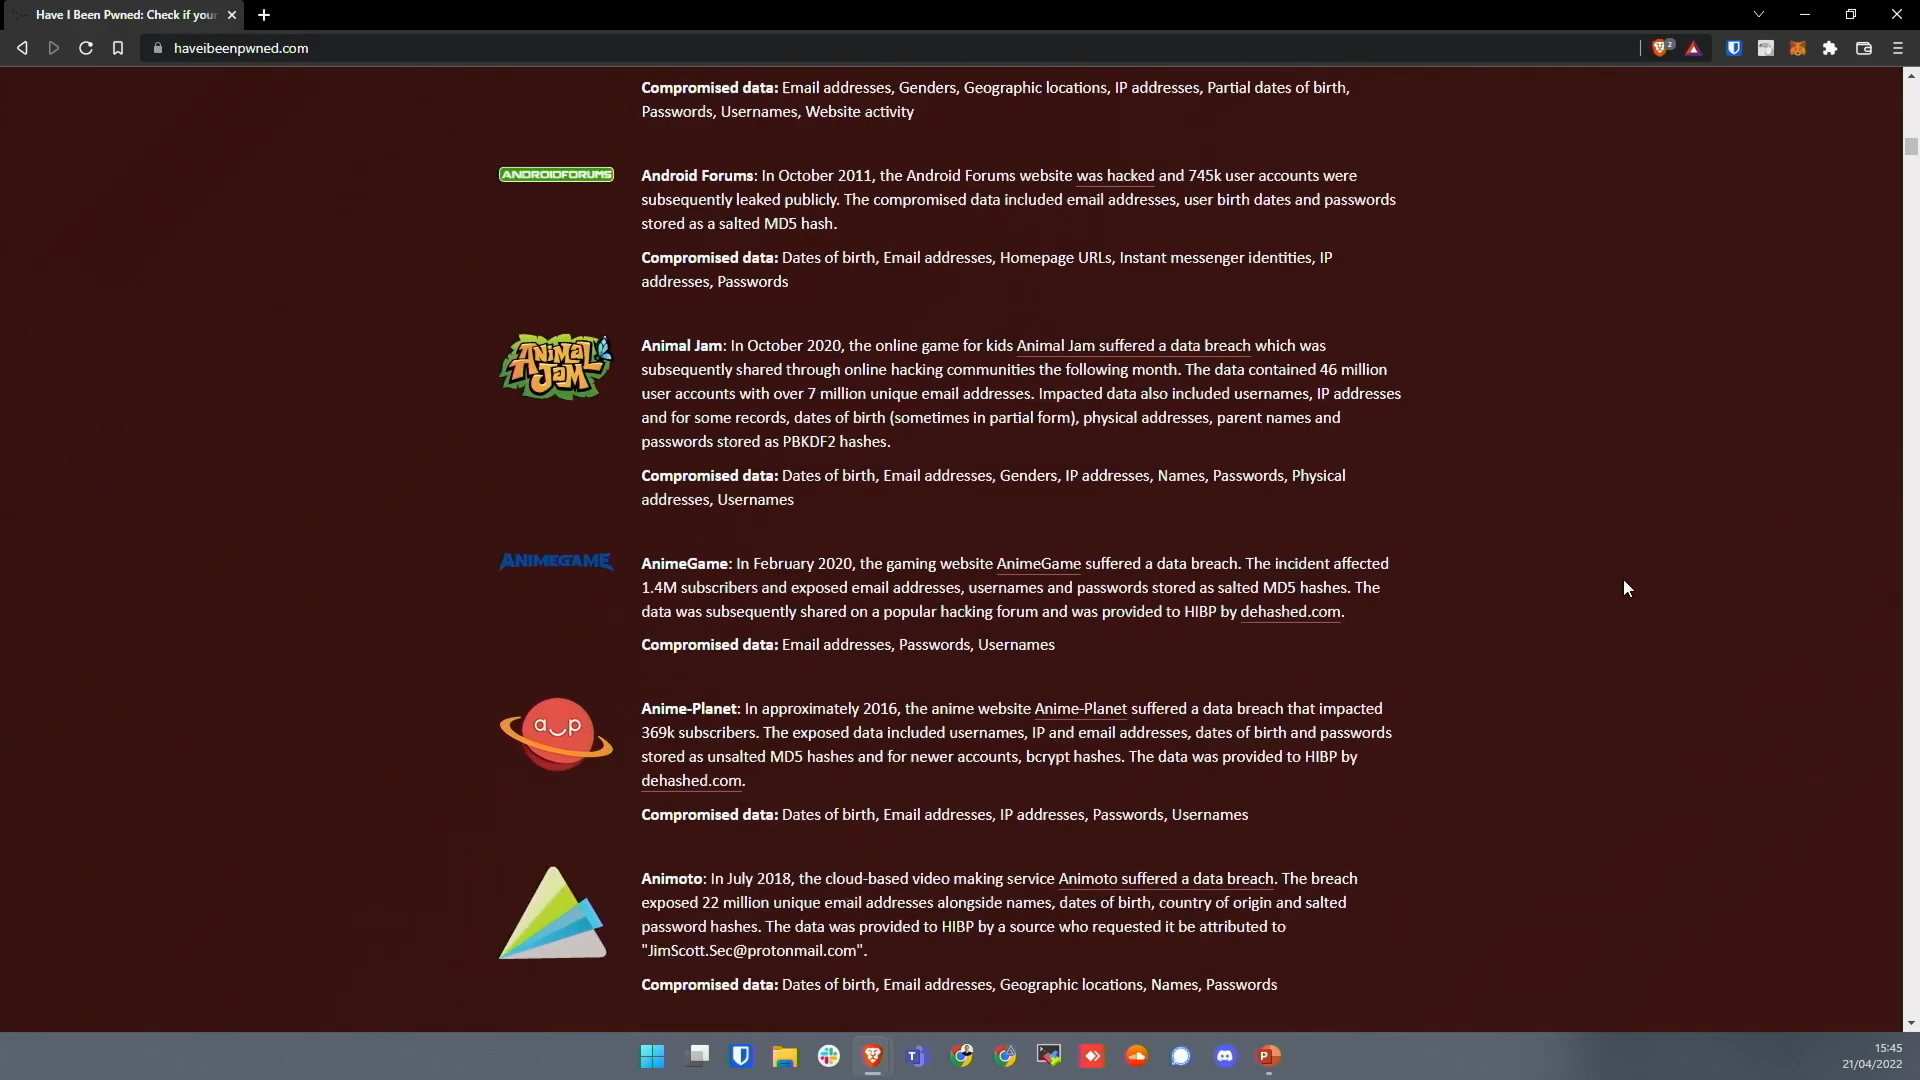 Have I Been Pwned: Check if your
haveibeenpwned.com
2
Compromised data: Email addresses, Genders, Geographic locations, IP addresses, Partial dates of birth,
Passwords, Usernames, Website activity
ANDROIDFORUMS
Android Forums: In October 2011, the Android Forums website was hacked and 745k user accounts were
subsequently leaked publicly. The compromised data included email addresses, user birth dates and passwords
stored as a salted MD5 hash.
Compromised data: Dates of birth, Email addresses, Homepage URLs, Instant messenger identities, IP
addresses, Passwords
ANIMAL
JAM
Animal Jam: In October 2020, the online game for kids Animal Jam suffered a data breach which was
subsequently shared through online hacking communities the following month. The data contained 46 million
user accounts with over 7 million unique email addresses. Impacted data also included usernames, IP addresses
and for some records, dates of birth (sometimes in partial form), physical addresses, parent names and
passwords stored as PBKDF2 hashes.
Compromised data: Dates of birth, Email addresses, Genders, IP addresses, Names, Passwords, Physical
addresses, Usernames
ANIMEGAME
AnimeGame: In February 2020, the gaming website AnimeGame suffered a data breach. The incident affected
1.4M subscribers and exposed email addresses, usernames and passwords stored as salted MD5 hashes. The
data was subsequently shared on a popular hacking forum and was provided to HIBP by dehashed.com.
Compromised data: Email addresses, Passwords, Usernames
a p
Anime-Planet: In approximately 2016, the anime website Anime-Planet suffered a data breach that impacted
369k subscribers. The exposed data included usernames, IP and email addresses, dates of birth and passwords
stored as unsalted MD5 hashes and for newer accounts, bcrypt hashes. The data was provided to HIBP by
dehashed.com.
Compromised data: Dates of birth, Email addresses, IP addresses, Passwords, Usernames
Animoto: In July 2018, the cloud-based video making service Animoto suffered a data breach. The breach
exposed 22 million unique email addresses alongside names, dates of birth, country of origin and salted
password hashes. The data was provided to HIBP by a source who requested it be attributed to
"JimScott.Sec@protonmail.com".
Compromised data: Dates of birth, Email addresses, Geographic locations, Names, Passwords
15:45
21/04/2022